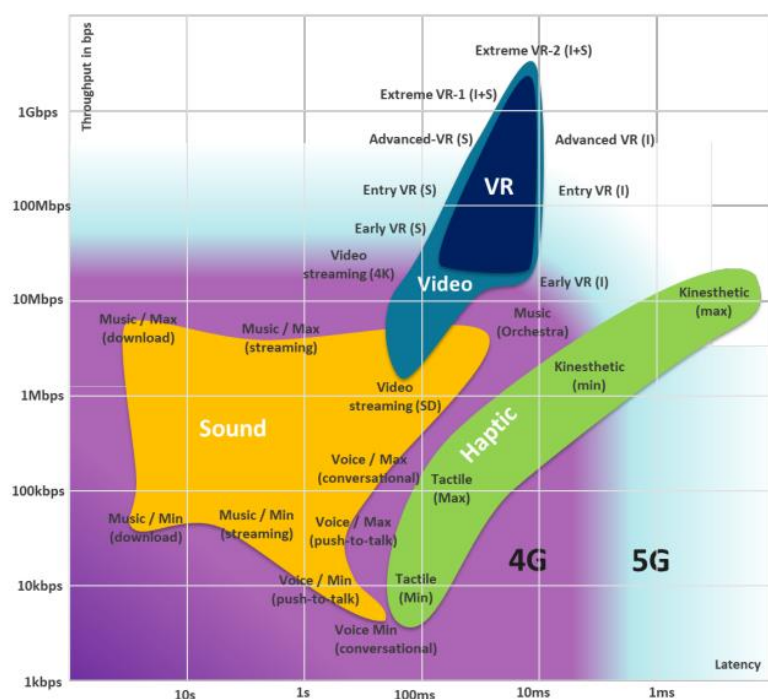 Throughput in bps
Extreme VR-2 (I+S)
Extreme VR-1 (I+S)
1Gbps
Advanced-VR (S)
Advanced VR (I)
VR
Entry VR (S)
Entry VR (I)
100Mbps
Early VR (S)
Video
streaming (4K)
Video
Early VR (I)
10Mbps
Kinesthetic
(max)
Music / Max
(download)
Music / Max
(streaming)
Music
(Orchestra)
Kinesthetic
(min)
1Mbps
Video
streaming (SD)
Sound
Haptic
Voice / Max
(conversational)
Tactile
(Max)
100kbps
Music / Min
(download)
Music / Min
(streaming)
Voice / Max
(push-to-talk)
4G
5G
10kbps
Voice / Min
(push-to-talk)
Tactile
(Min)
Voice Min
(conversational)
Latency
1kbps
10s
1s
100ms
10ms
1ms